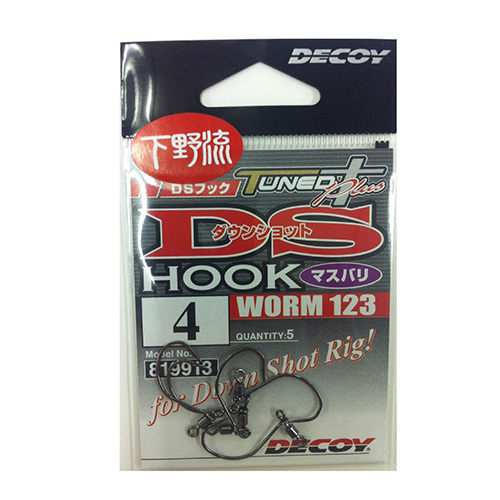 DECOY
下野流
DSフック
TUNED Plus
DS
ダウンショット
HOOK
マスバリ
4
WORM 123
QUANTITY:5
Model No.
819913
for Down Shot Rig!
DECOY